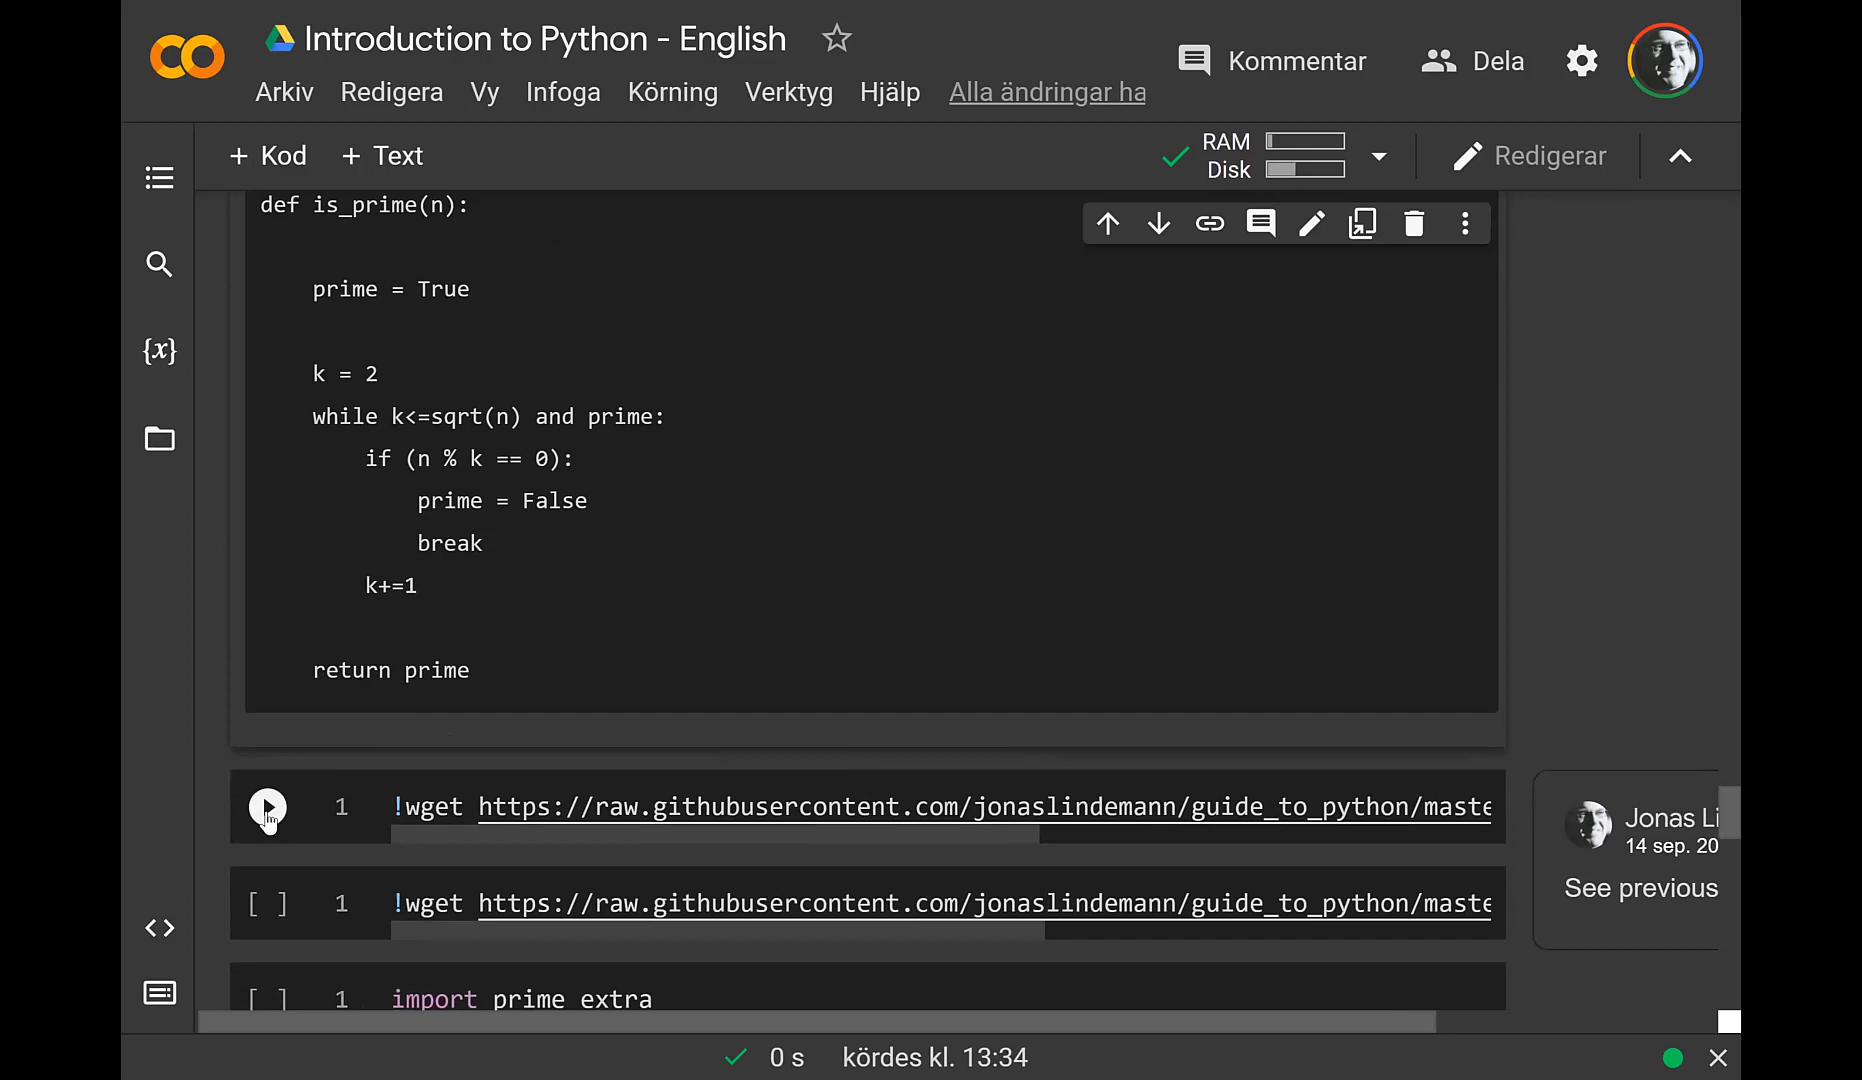 Introduction to Python - English
Kommentar
Dela
Arkiv Redigera Vy Infoga Körning Verktyg Hjälp Alla ändringar ha
+ Kod + Text
RAM
Disk
Redigerar
def is_prime(n):
prime = True
k = 2
while k<=sqrt(n) and prime:
if (n % k == 0):
prime = False
break
k+=1
return prime
{x}
1 !wget https://raw.githubusercontent.com/jonaslindemann/guide_to_python/maste
[ ] 1 !wget https://raw.githubusercontent.com/jonaslindemann/guide_to_python/maste
[ ] 1 import prime extra
Jonas Li
14 sep. 20
See previous
0 s kördes kl. 13:34